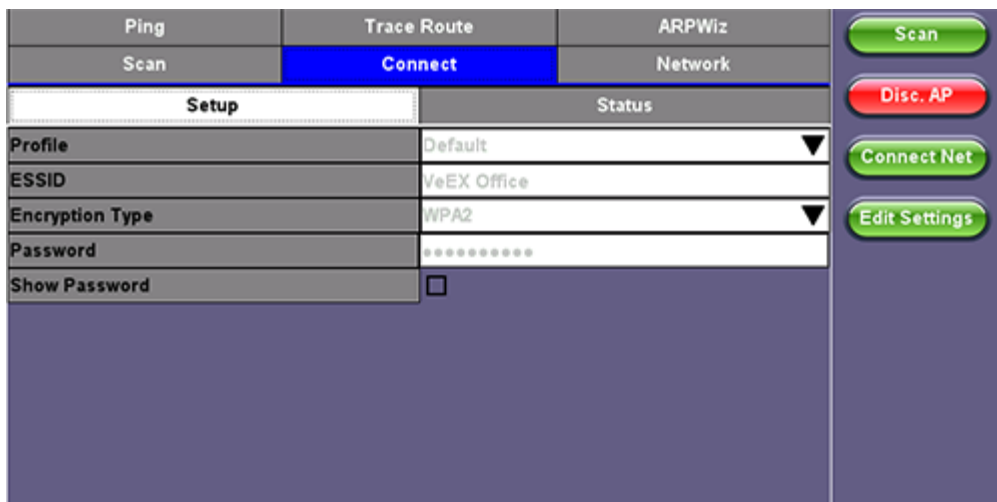 Ping Trace Route ARPWiz
Scan Connect Network
Setup Status
Profile Default
ESSID VeEX Office
Encryption Type WPA2
Password ••••••••••
Show Password
Scan
Disc. AP
Connect Net
Edit Settings